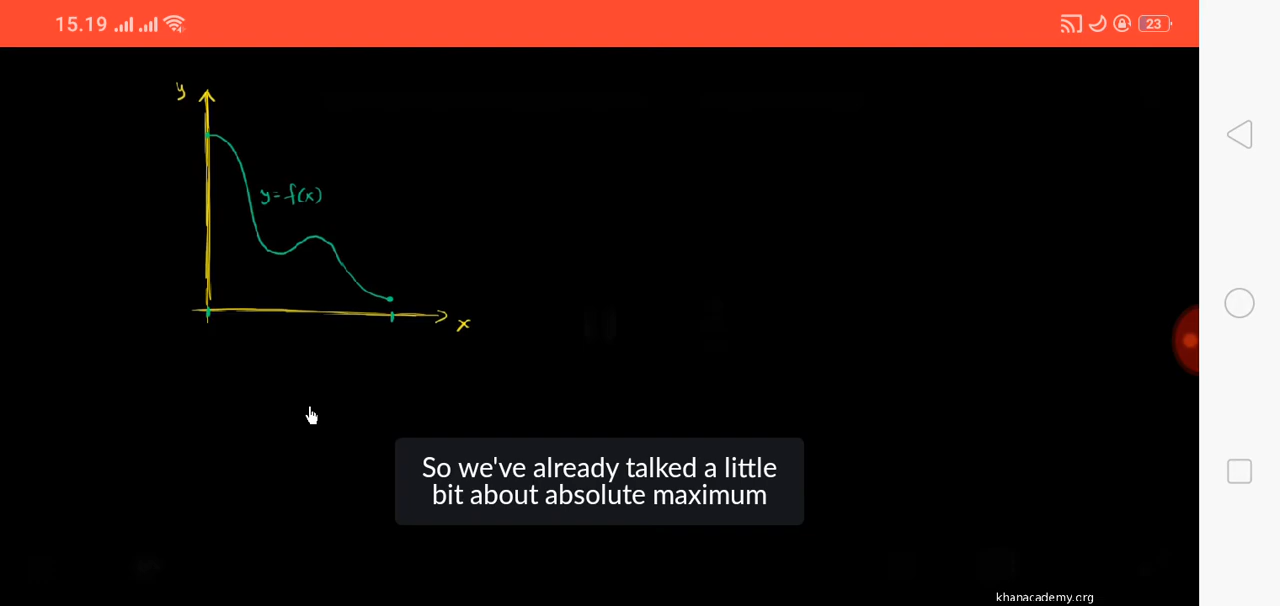 15.19
23
y
y=f(x)
x
So we've already talked a little
bit about absolute maximum
khanacademy.org